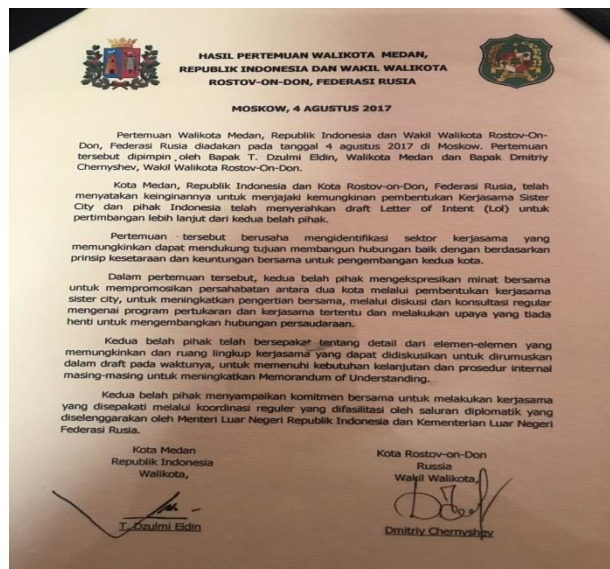 HASIL PERTEMUAN WALIKOTA MEDAN,
REPUBLIK INDONESIA DAN WAKIL WALIKOTA
ROSTOV-ON-DON, FEDERASI RUSIA
MOSKOW, 4 AGUSTUS 2017
Pertemuan Walikota Medan, Republik Indonesia dan Wakil Walikota Rostov-On-
Don, Federasi Rusia diadakan pada tanggal 4 agustus 2017 di Moskow. Pertemuan
tersebut dipimpin oleh Bapak T. Dzulmi Eldin, Walikota Medan dan Bapak Dmitriy
Chernyshev, Wakil Walikota Rostov-On-Don.
Kota Medan, Republik Indonesia dan Kota Rostov-on-Don, Federasi Rusia, telah
menyatakan keinginannya untuk menjajaki kemungkinan pembentukan Kerjasama Sister
City dan pihak Indonesia telah menyerahkan draft Letter of Intent (LoI) untuk
pertimbangan lebih lanjut dari kedua belah pihak.
Pertemuan tersebut berusaha mengidentifikasi sektor kerjasama yang
memungkinkan dapat mendukung tujuan membangun hubungan baik dengan berdasarkan
prinsip kesetaraan dan keuntungan bersama untuk pengembangan kedua kota.
Dalam pertemuan tersebut, kedua belah pihak mengekspresikan minat bersama
untuk mempromosikan persahabatan antara dua kota melalui pembentukan kerjasama
sister city, untuk meningkatkan pengertian bersama, melalui diskusi dan konsultasi regular
mengenai program pertukaran dan kerjasama tertentu dan melakukan upaya yang tiada
henti untuk mengembangkan hubungan persaudaraan.
Kedua belah pihak telah bersepakat tentang detail dari elemen-elemen yang
memungkinkan dan ruang lingkup kerjasama yang dapat didiskusikan untuk dirumuskan
dalam draft pada waktunya, untuk memenuhi kebutuhan kelanjutan dan prosedur internal
masing-masing untuk meningkatkan Memorandum of Understanding.
Kedua belah pihak menyampaikan komitmen bersama untuk melakukan kerjasama
yang disepakati melalui koordinasi reguler yang difasilitasi oleh saluran diplomatik yang
diselenggarakan oleh Menteri Luar Negeri Republik Indonesia dan Kementerian Luar Negeri
Federasi Rusia.
Kota Medan
Republik Indonesia
Walikota,
T. Dzulmi Eldin
Kota Rostov-on-Don
Russia
Wakil Walikota,
Dmitriy Chernyshev